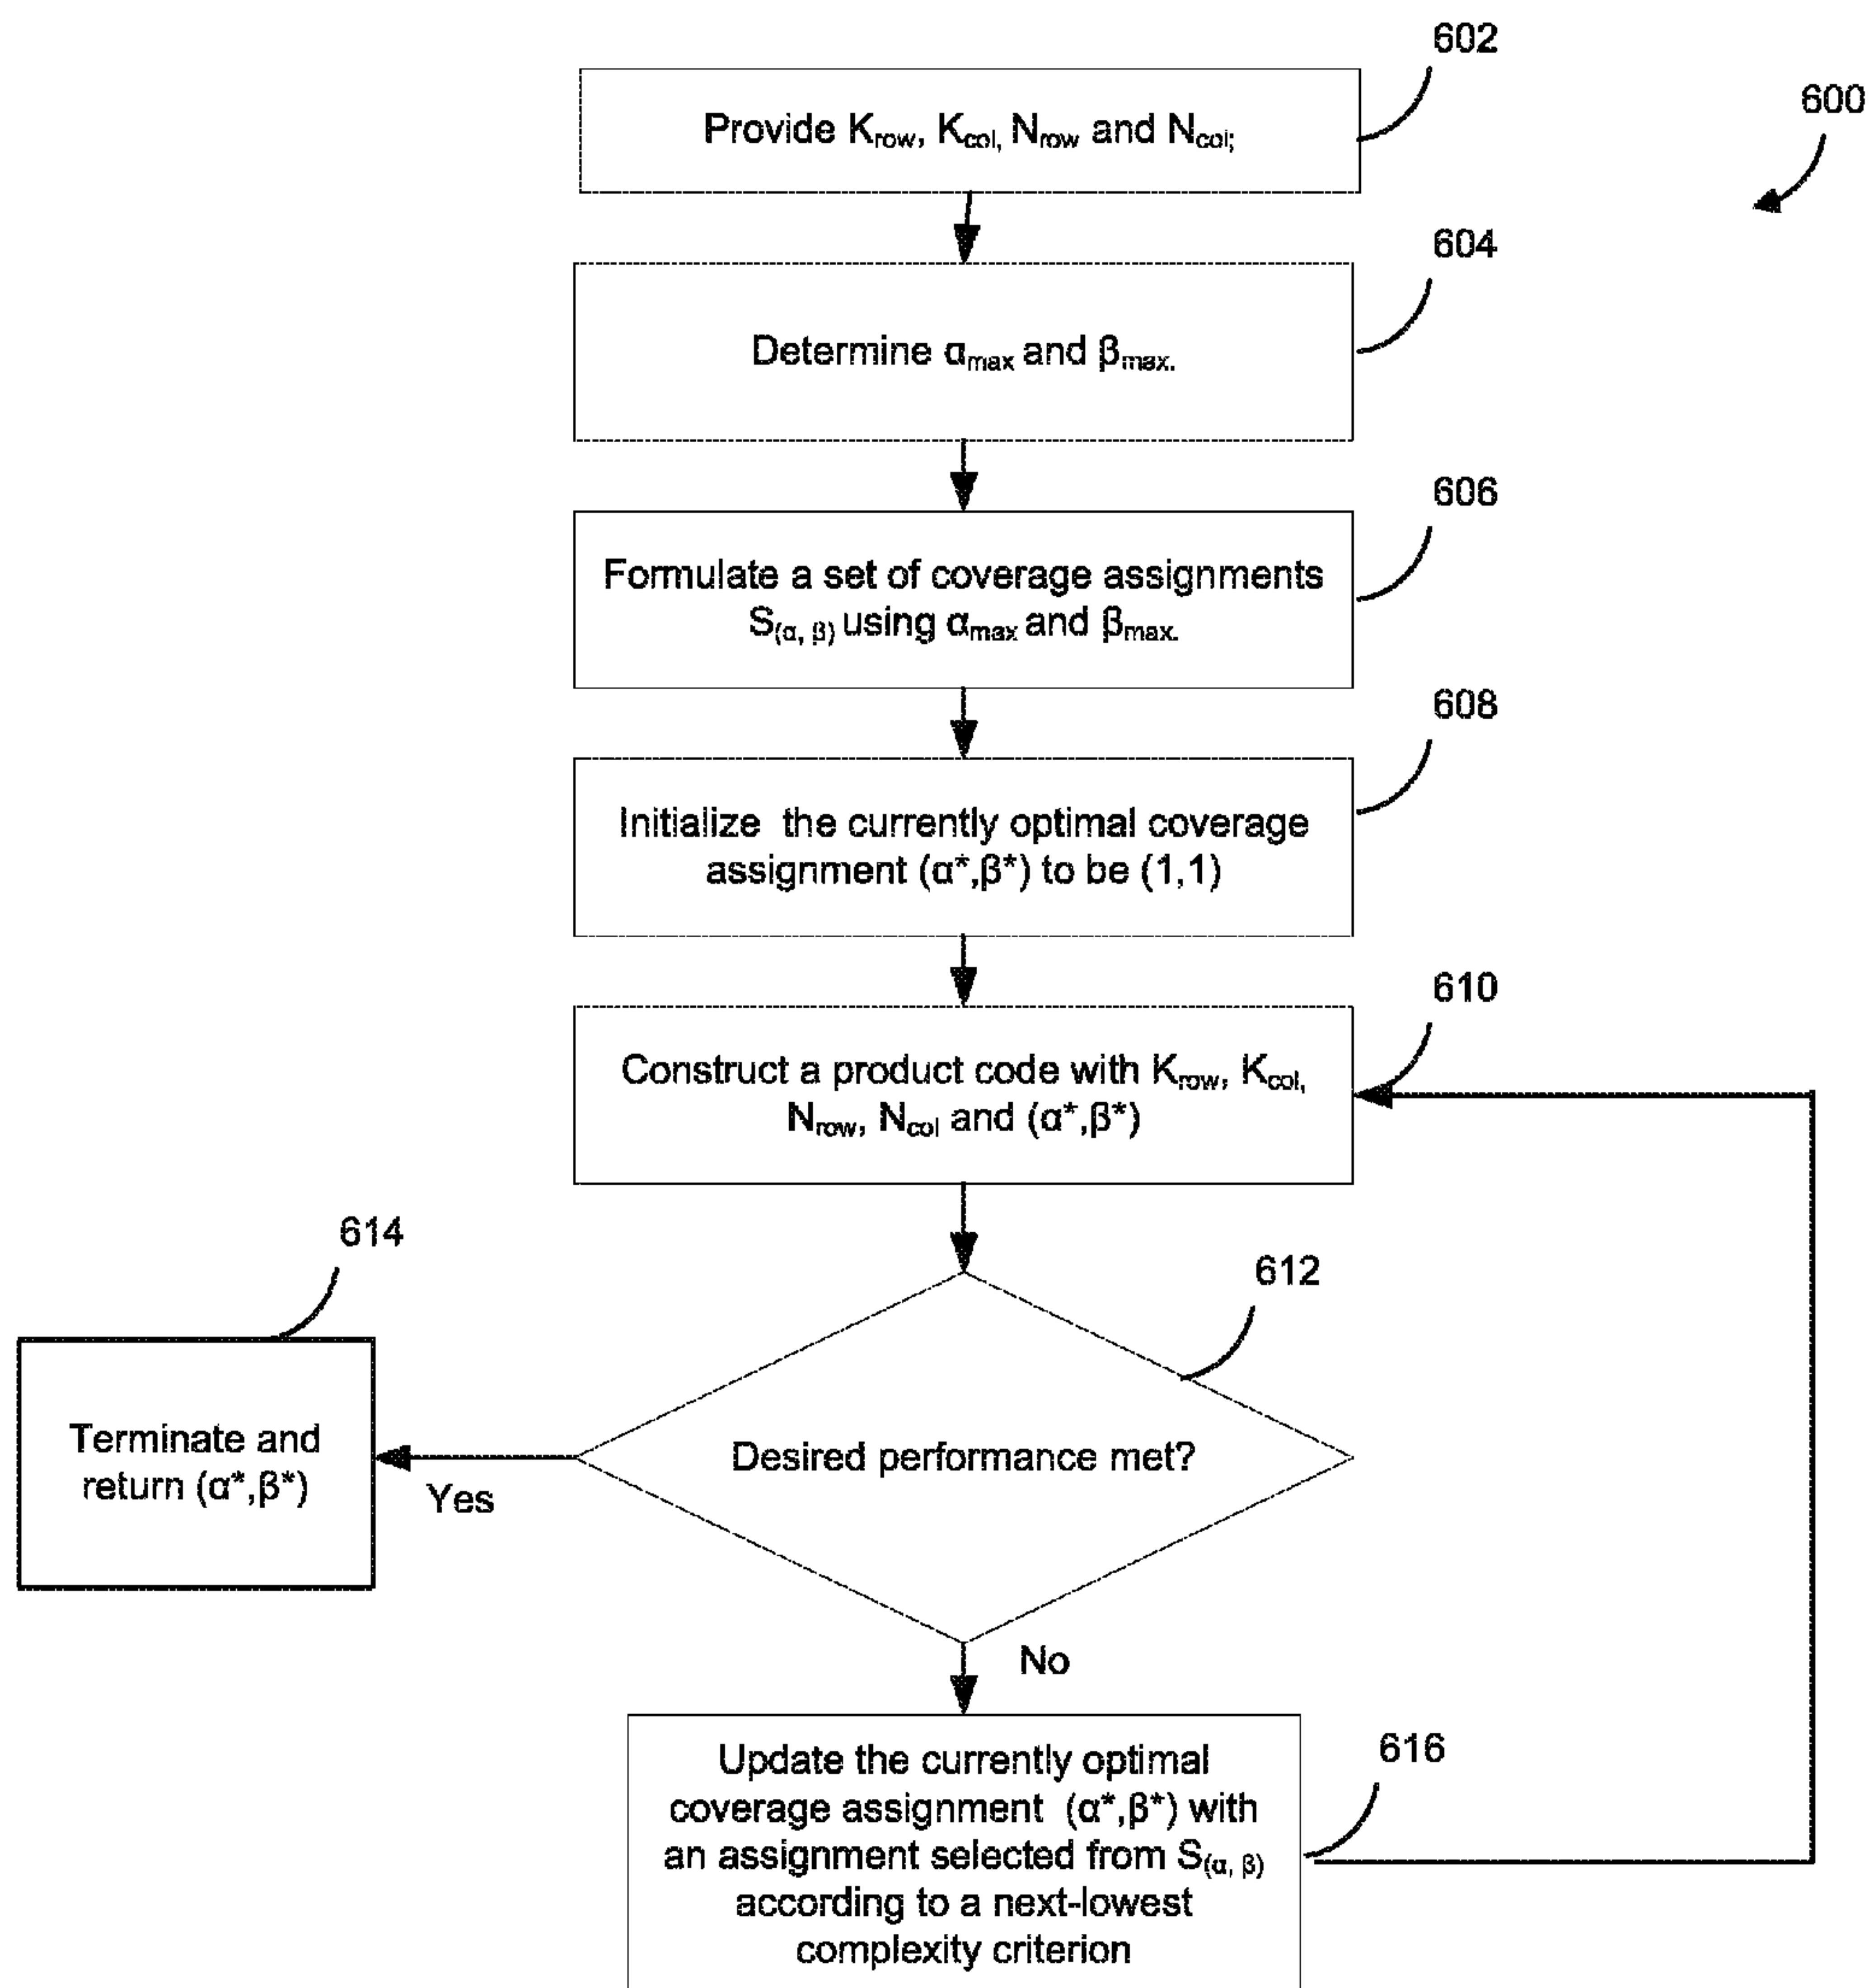 602
600
Provide K_row, K_col, N_row and N_col;
604
Determine α_max and β_max.
606
Formulate a set of coverage assignments
S_(α, β) using α_max and β_max.
608
Initialize the currently optimal coverage
assignment (α*,β*) to be (1,1)
610
Construct a product code with K_row, K_col,
N_row, N_col and (α*,β*)
614
612
Terminate and
return (α*,β*)
Yes
Desired performance met?
No
616
Update the currently optimal
coverage assignment (α*,β*) with
an assignment selected from S_(α, β)
according to a next-lowest
complexity criterion